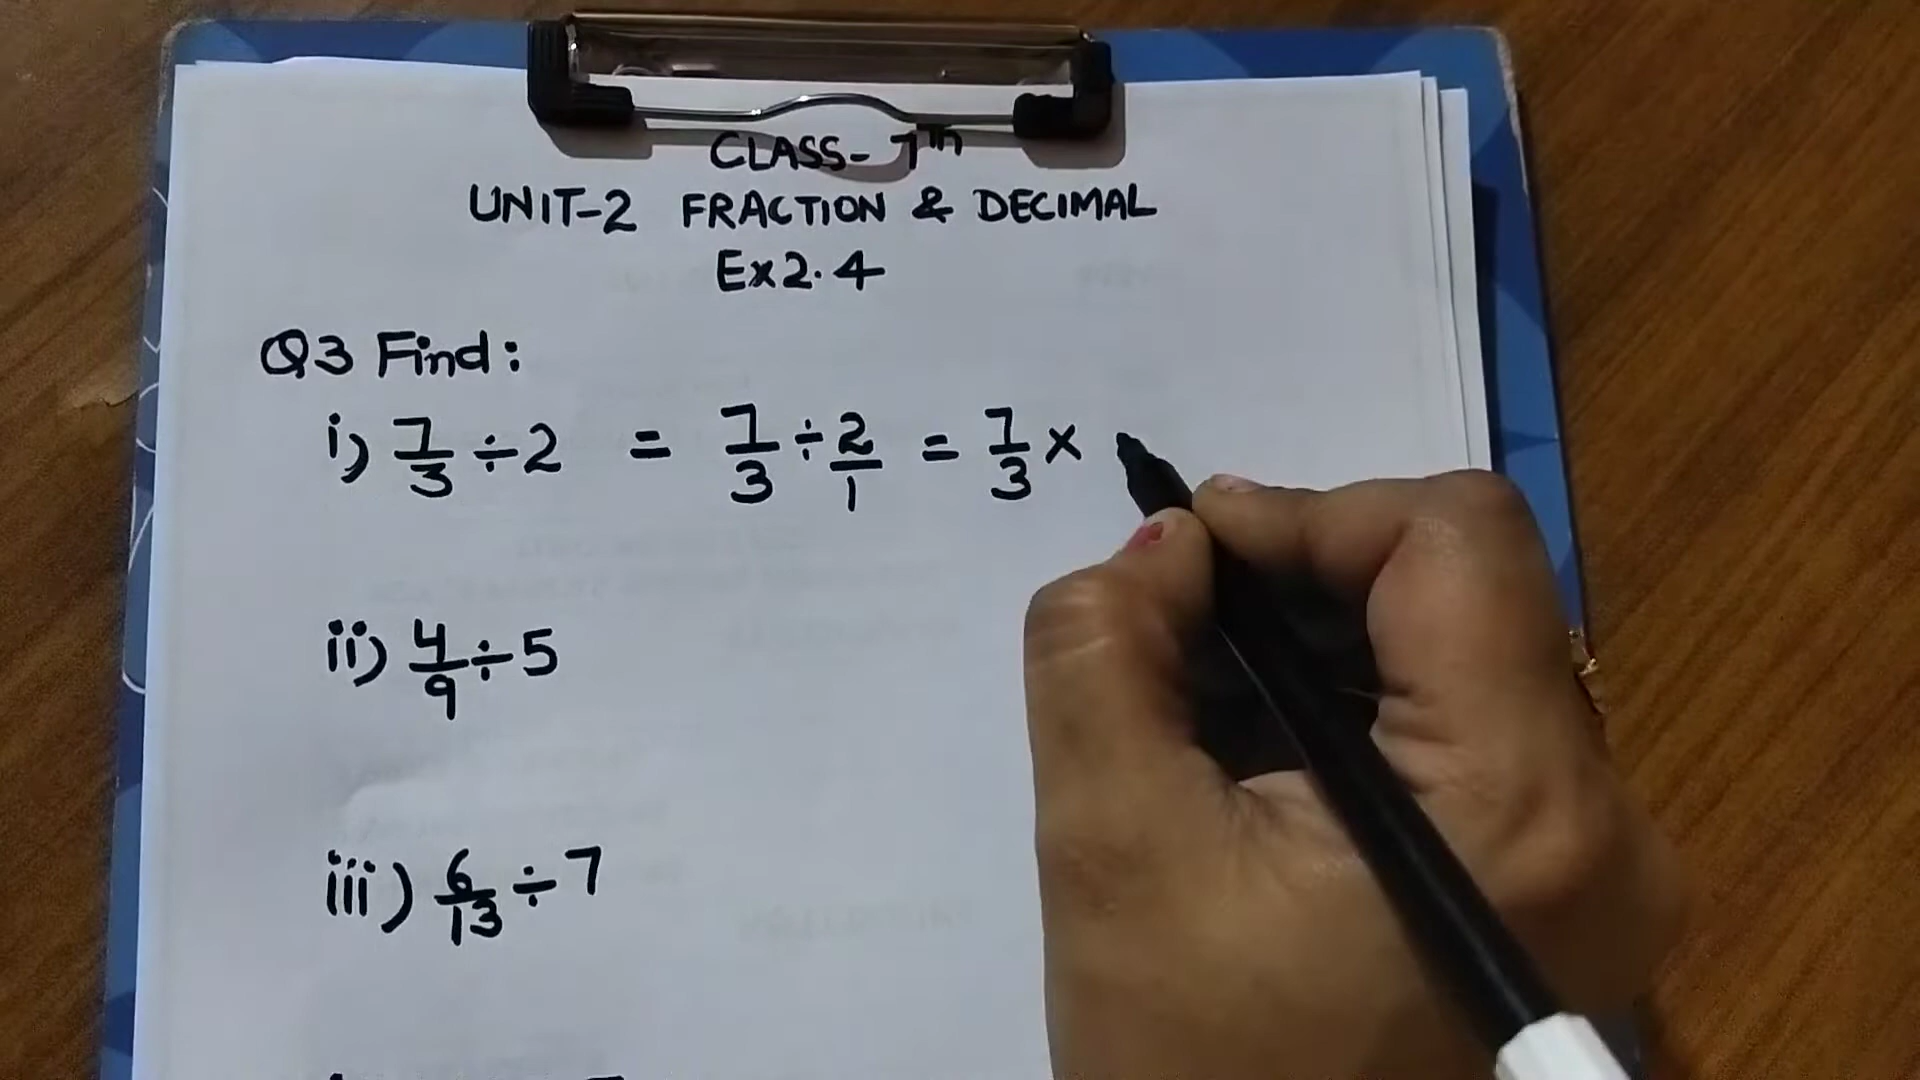 CLASS- 7th
UNIT-2 FRACTION & DECIMAL
Ex2.4
Q3 Find:
i) 7/3 ÷ 2 = 7/3 ÷ 2/1 = 7/3 ×
ii) 4/9 ÷ 5
iii) 6/13 ÷ 7